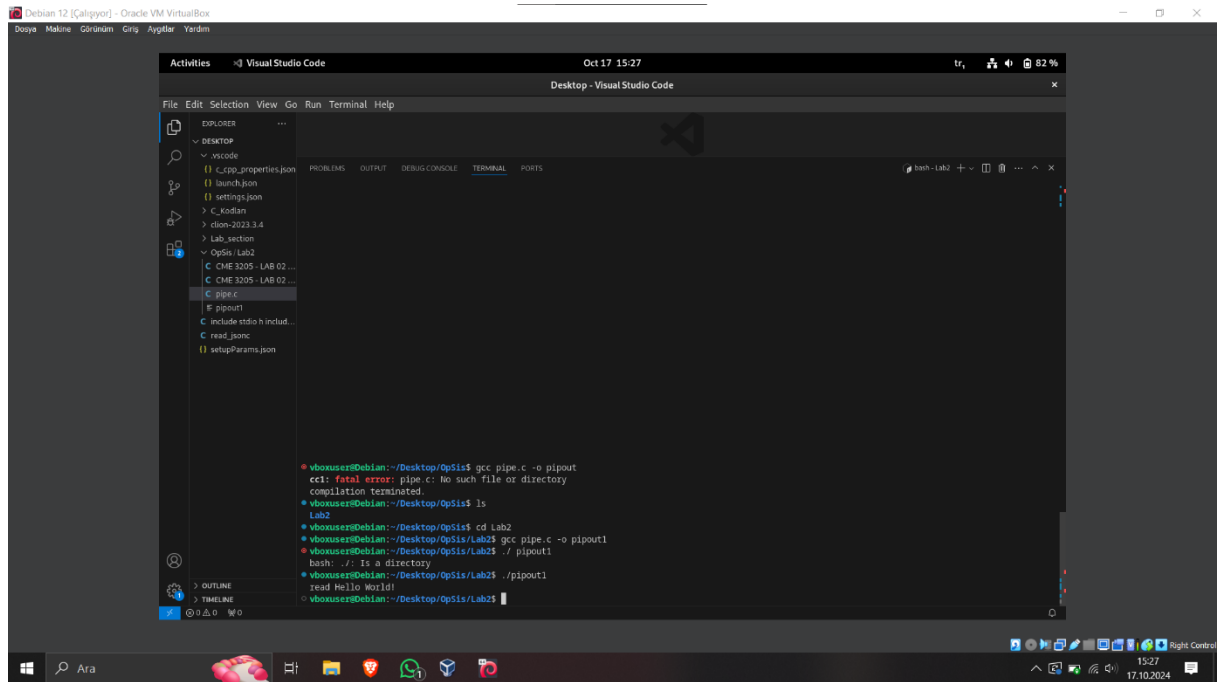 Debian 12 [Çalışıyor] - Oracle VM VirtualBox
Dosya Makine Görünüm Giriş Aygıtlar Yardım
Activities Visual Studio Code Oct 17 15:27 tr, 82 %
Desktop - Visual Studio Code
File Edit Selection View Go Run Terminal Help
EXPLORER ...
DESKTOP
.vscode
{} c_cpp_properties.json
{} launch.json
{} settings.json
C_Kodları
clion-2023.3.4
Lab_section
OpSis / Lab2
C CME 3205 - LAB 02 ...
C CME 3205 - LAB 02 ...
C pipe.c
pipout1
C include stdio h includ...
C read_jsonc
{} setupParams.json
OUTLINE
TIMELINE
PROBLEMS OUTPUT DEBUG CONSOLE TERMINAL PORTS bash - Lab2
vboxuser@Debian:~/Desktop/OpSis$ gcc pipe.c -o pipout
cc1: fatal error: pipe.c: No such file or directory
compilation terminated.
vboxuser@Debian:~/Desktop/OpSis$ ls
Lab2
vboxuser@Debian:~/Desktop/OpSis$ cd Lab2
vboxuser@Debian:~/Desktop/OpSis/Lab2$ gcc pipe.c -o pipout1
vboxuser@Debian:~/Desktop/OpSis/Lab2$ ./ pipout1
bash: ./: Is a directory
vboxuser@Debian:~/Desktop/OpSis/Lab2$ ./pipout1
read Hello World!
vboxuser@Debian:~/Desktop/OpSis/Lab2$
2
1
0 0 0
Right Control
Ara
15:27
17.10.2024